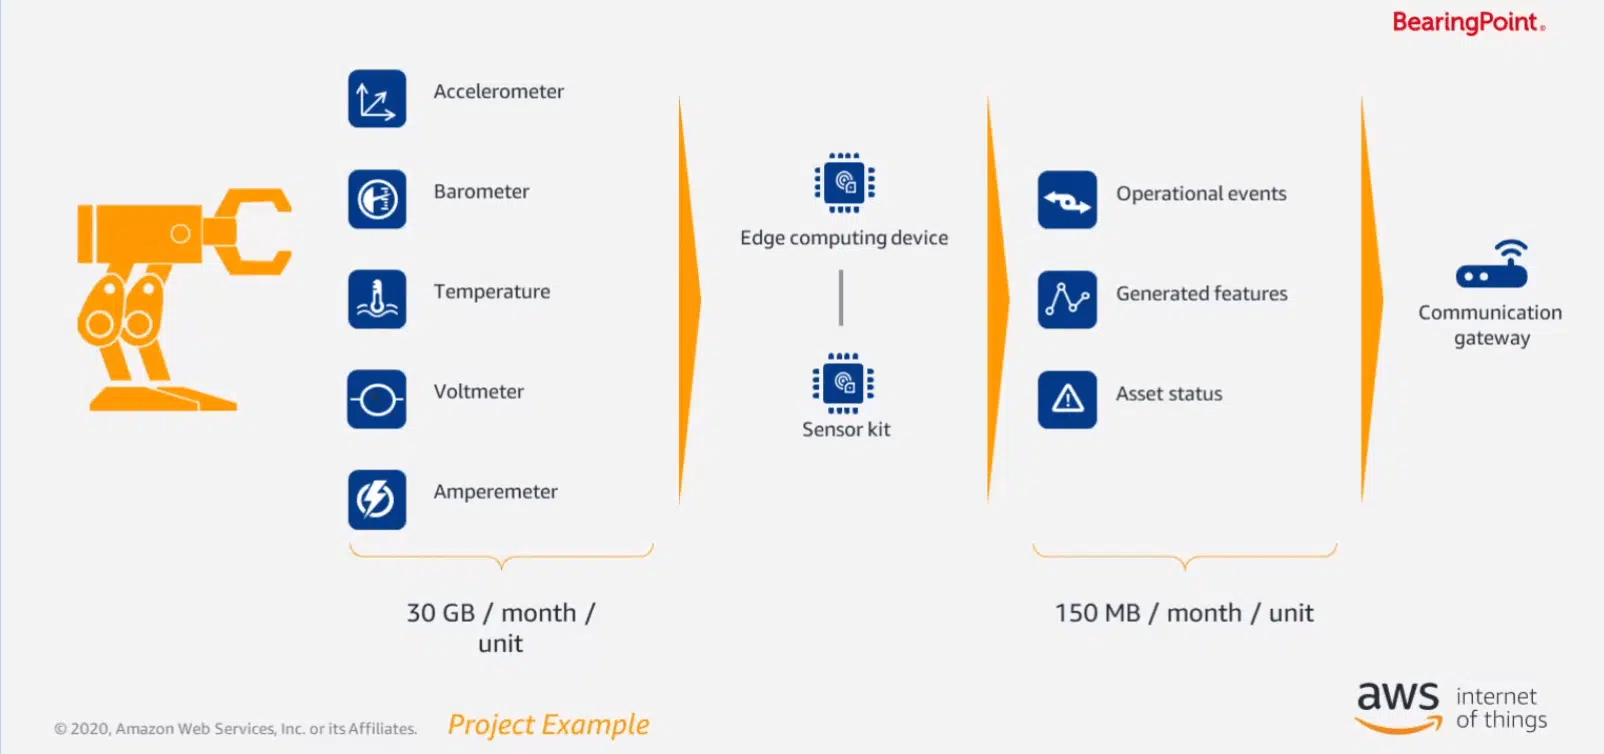 BearingPoint®
Accelerometer
Barometer
Temperature
Voltmeter
Amperemeter
30 GB / month /
unit
Edge computing device
Sensor kit
Operational events
Generated features
Asset status
150 MB / month / unit
Communication
gateway
© 2020, Amazon Web Services, Inc. or its Affiliates.
Project Example
aws
internet
of things